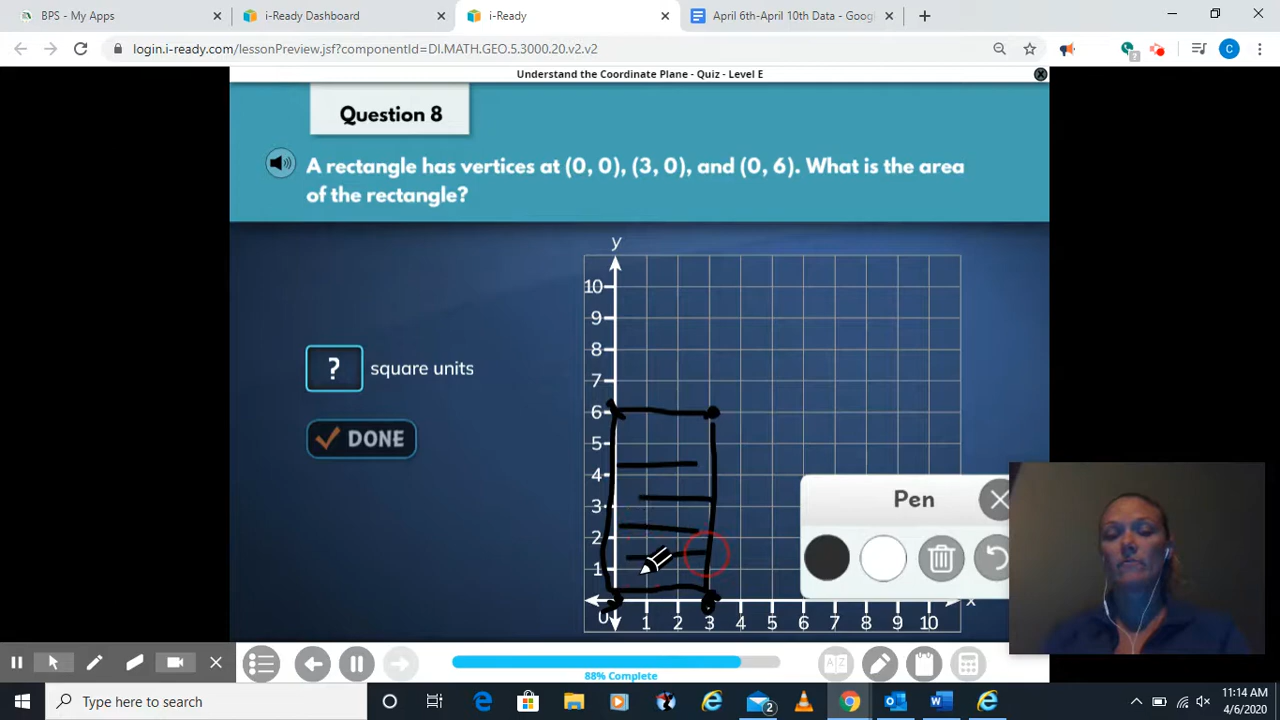 BPS - My Apps
i-Ready Dashboard
i-Ready
April 6th-April 10th Data - Goog
login.i-ready.com/lessonPreview.jsf?componentId=DI.MATH.GEO.5.3000.20.v2.v2
C
Understand the Coordinate Plane - Quiz - Level E
Question 8
A rectangle has vertices at (0, 0), (3, 0), and (0, 6). What is the area
of the rectangle?
y
10
9
8
7
6
5
4
3
2
1
? square units
DONE
Pen
x
1 2 3 4 5 6 7 8 9 10
88% Complete
A Z
Type here to search
2
11:14 AM
4/6/2020